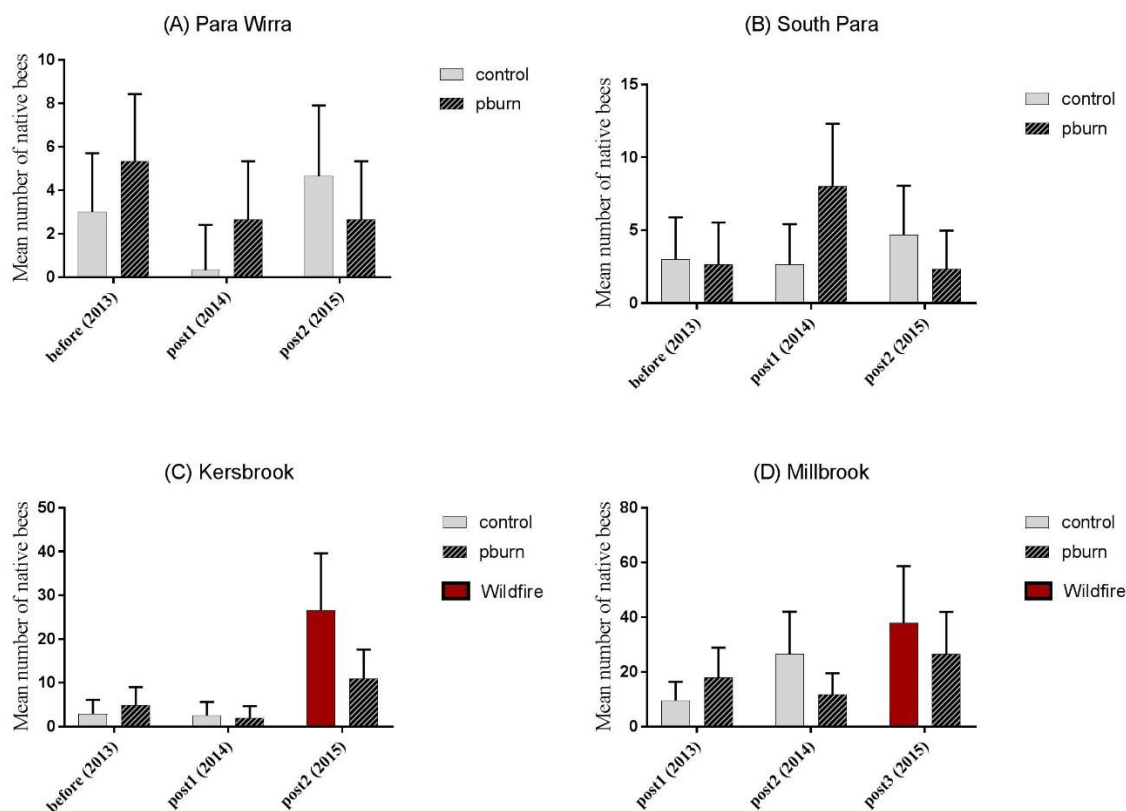 (A) Para Wirra
Mean number of native bees
10
8
6
4
2
0
before (2013)
post1 (2014)
post2 (2015)
control
pburn
(B) South Para
Mean number of native bees
15
10
5
0
before (2013)
post1 (2014)
post2 (2015)
control
pburn
(C) Kersbrook
Mean number of native bees
50
40
30
20
10
0
before (2013)
post1 (2014)
post2 (2015)
control
pburn
Wildfire
(D) Millbrook
Mean number of native bees
80
60
40
20
0
post1 (2013)
post2 (2014)
post3 (2015)
control
pburn
Wildfire